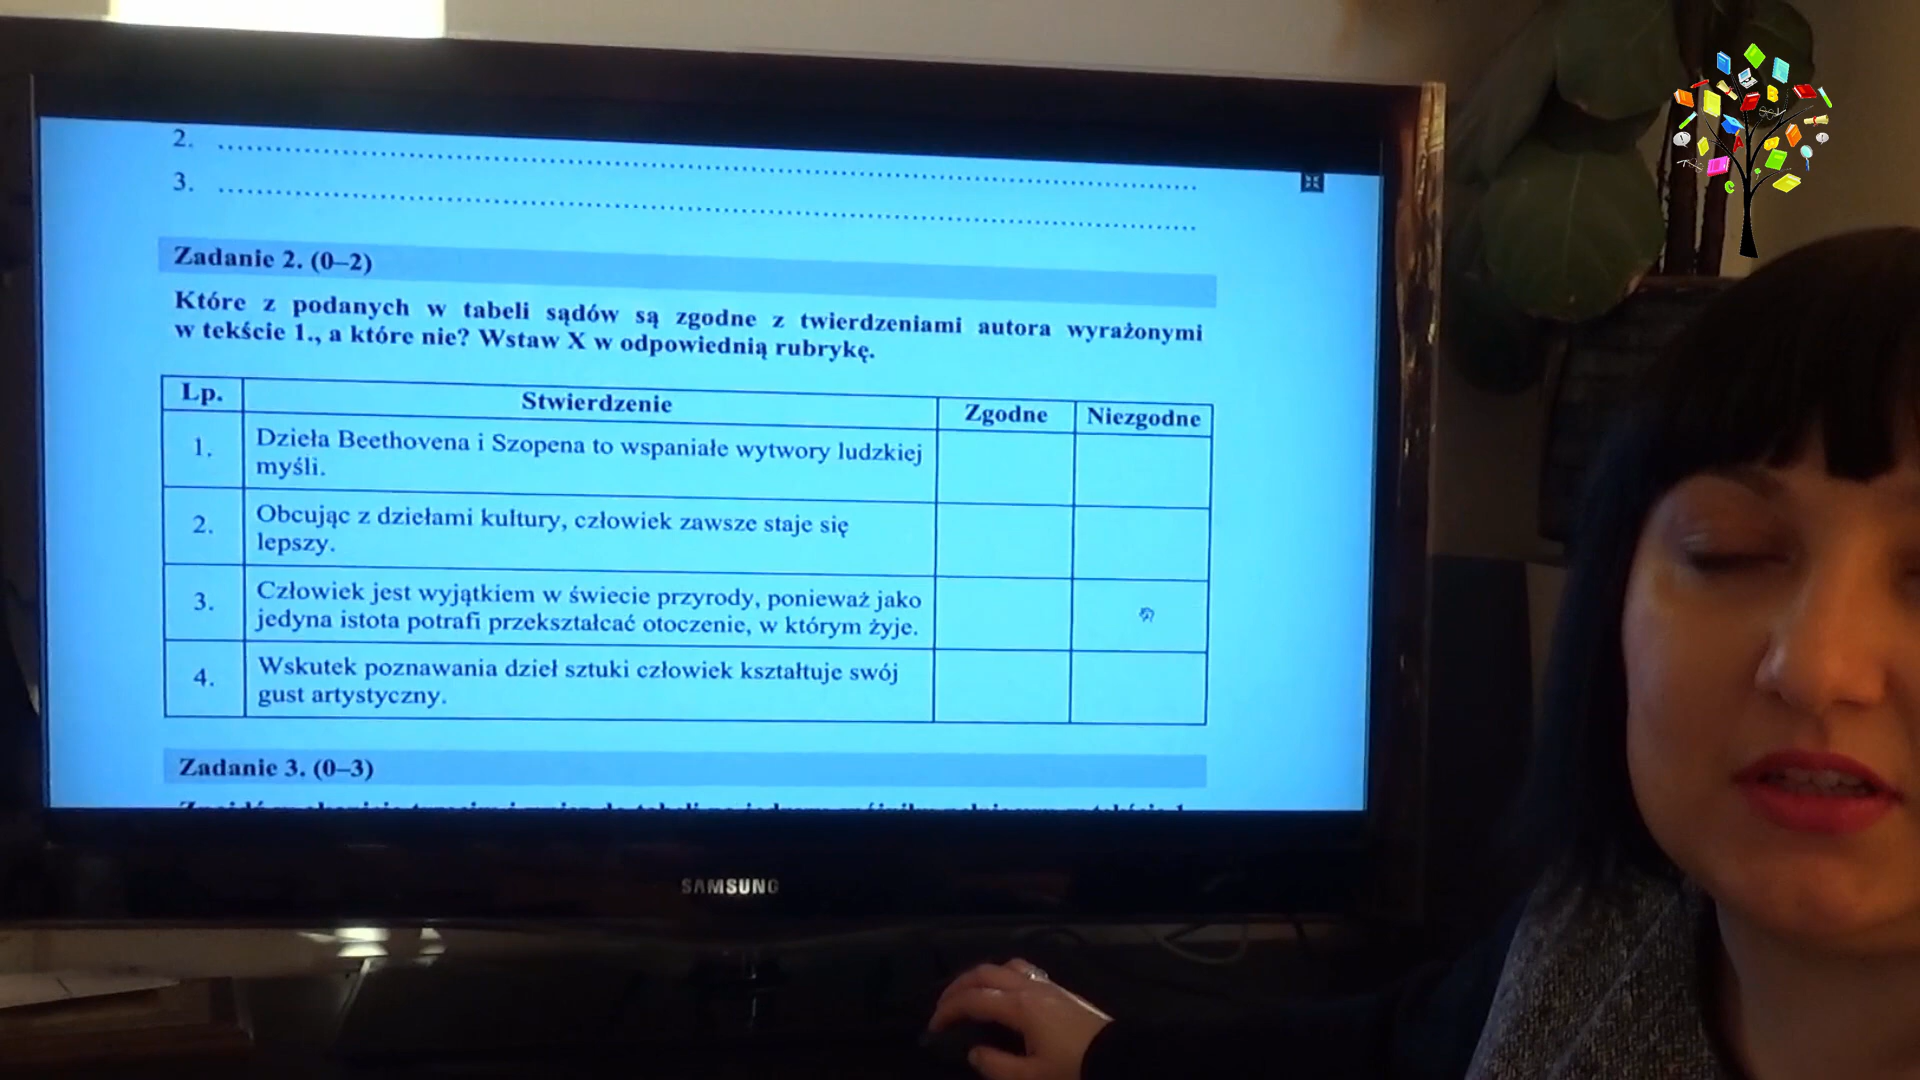 2. ............................................................
3. ............................................................
Zadanie 2. (0–2)
Które z podanych w tabeli sądów są zgodne z twierdzeniami autora wyrażonymi
w tekście 1., a które nie? Wstaw X w odpowiednią rubrykę.
Lp. Stwierdzenie Zgodne Niezgodne
1. Dzieła Beethovena i Szopena to wspaniałe wytwory ludzkiej
myśli.
2. Obcując z dziełami kultury, człowiek zawsze staje się
lepszy.
3. Człowiek jest wyjątkiem w świecie przyrody, ponieważ jako
jedyna istota potrafi przekształcać otoczenie, w którym żyje.
4. Wskutek poznawania dzieł sztuki człowiek kształtuje swój
gust artystyczny.
Zadanie 3. (0–3)
SAMSUNG